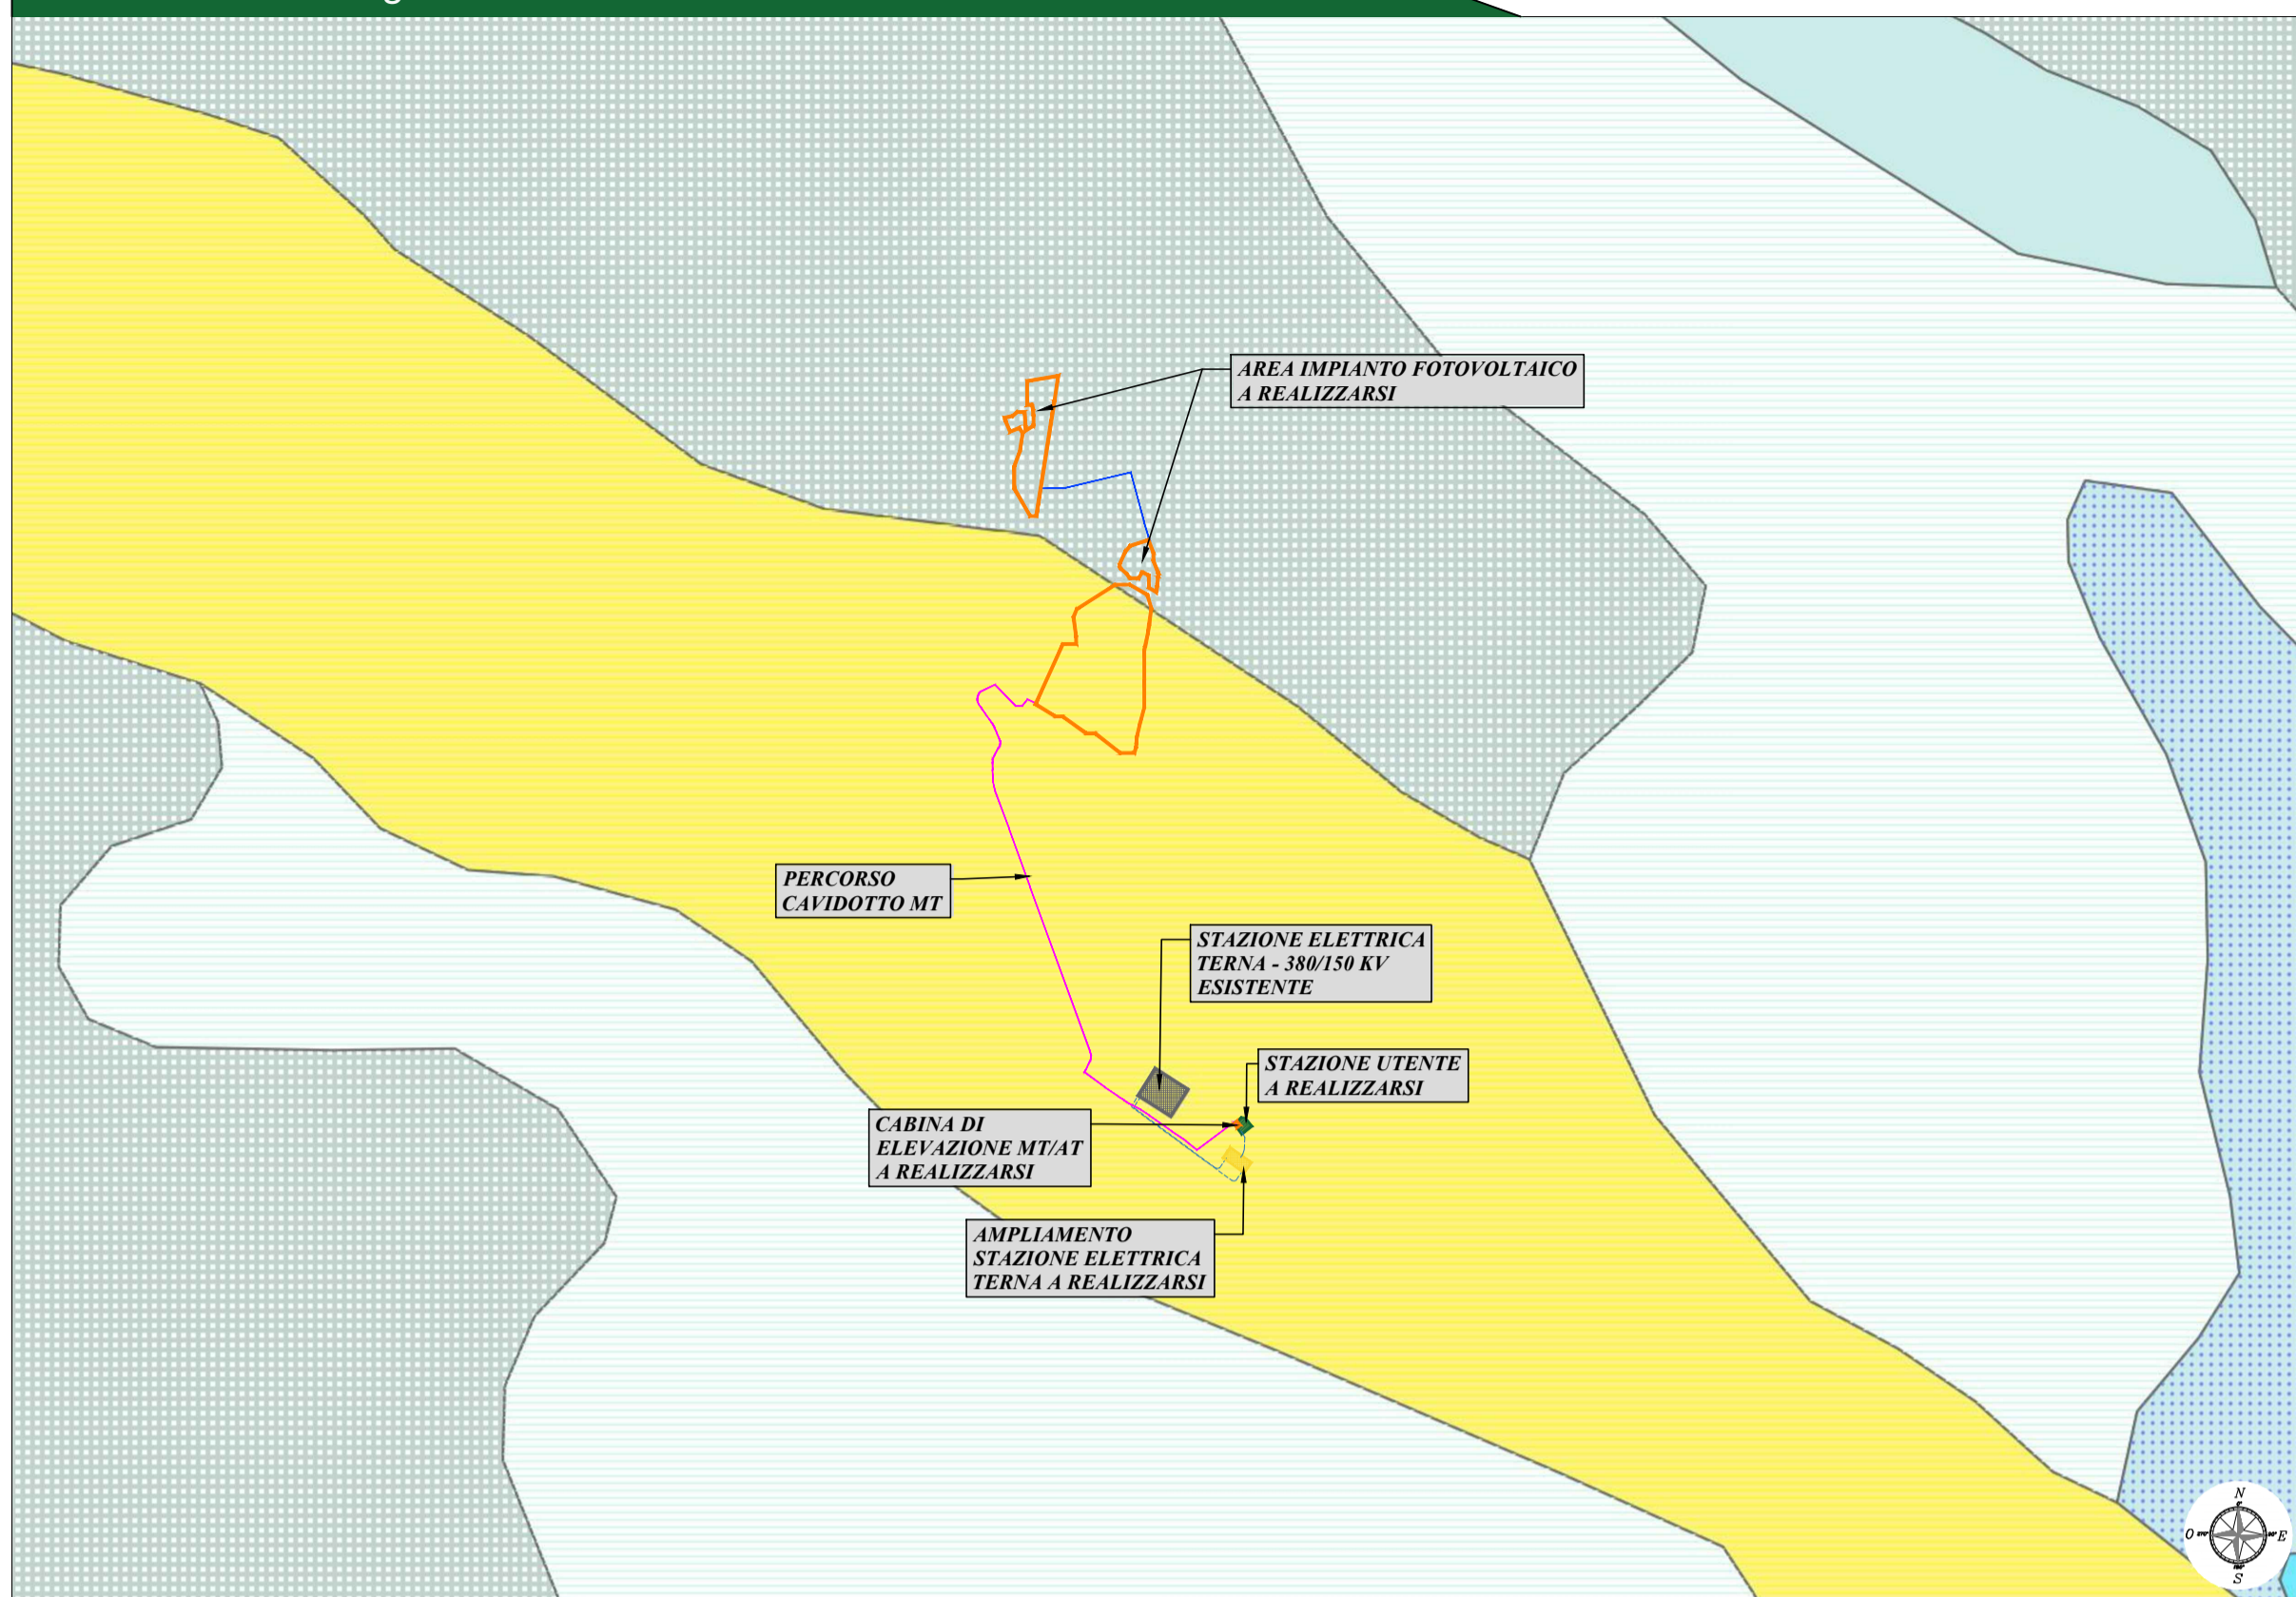 AREA IMPIANTO FOTOVOLTAICO
A REALIZZARSI
PERCORSO
CAVIDOTTO MT
STAZIONE ELETTRICA
TERNA - 380/150 KV
ESISTENTE
STAZIONE UTENTE
A REALIZZARSI
CABINA DI
ELEVAZIONE MT/AT
A REALIZZARSI
AMPLIAMENTO
STAZIONE ELETTRICA
TERNA A REALIZZARSI
N
O
E
S